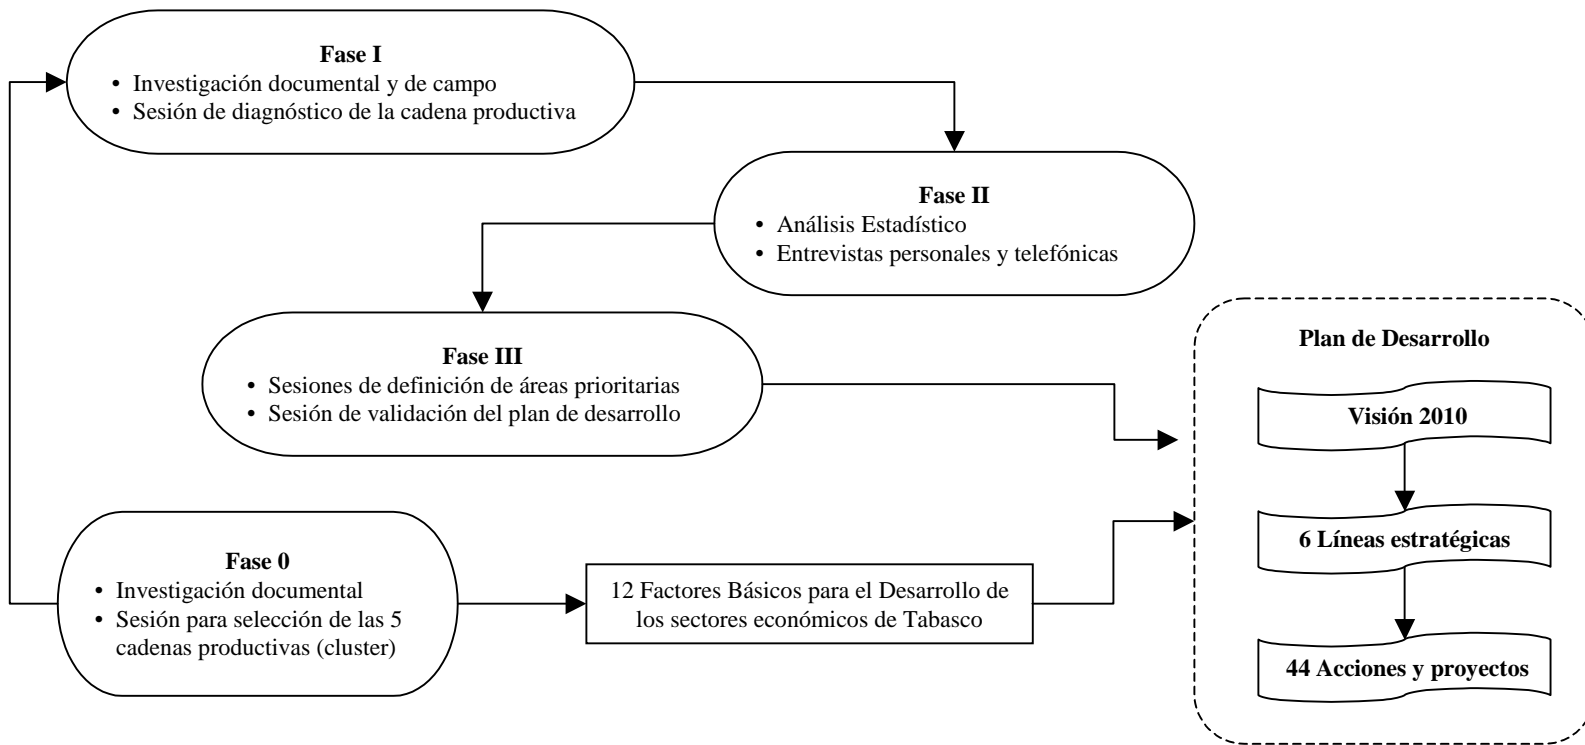 Fase I
• Investigación documental y de campo
• Sesión de diagnóstico de la cadena productiva
Fase II
• Análisis Estadístico
• Entrevistas personales y telefónicas
Fase III
• Sesiones de definición de áreas prioritarias
• Sesión de validación del plan de desarrollo
Fase 0
• Investigación documental
• Sesión para selección de las 5
cadenas productivas (cluster)
12 Factores Básicos para el Desarrollo de
los sectores económicos de Tabasco
Plan de Desarrollo
Visión 2010
6 Líneas estratégicas
44 Acciones y proyectos